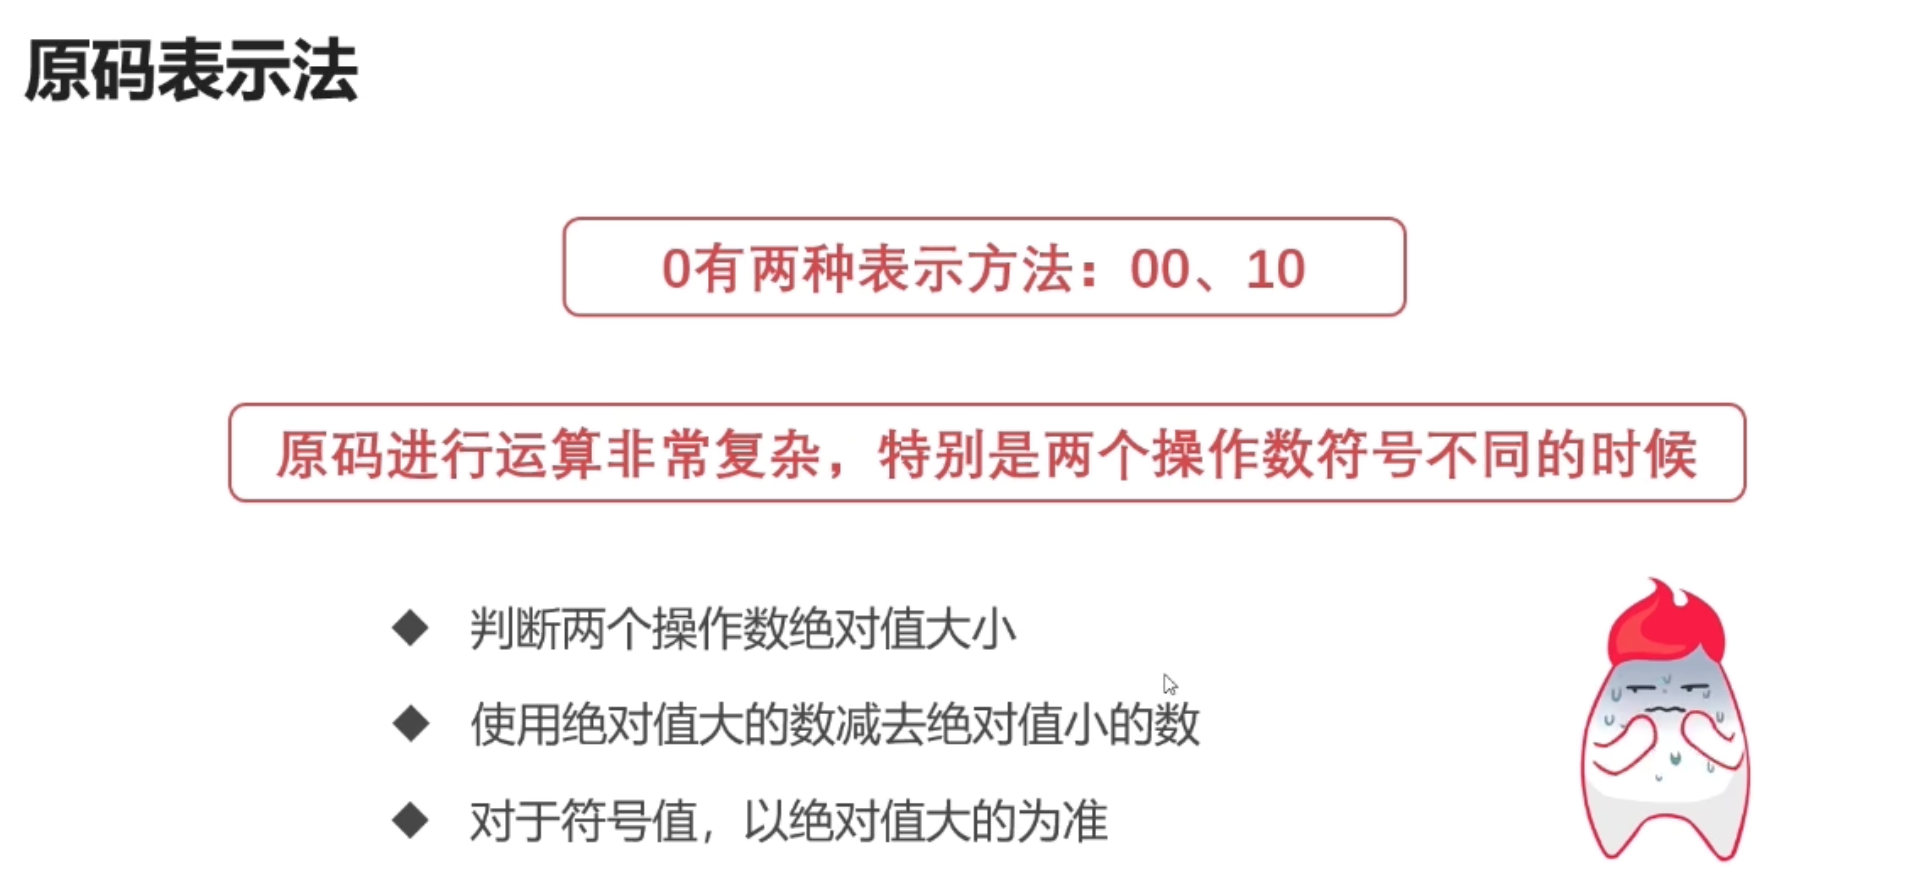 原码表示法
0有两种表示方法：00、10
原码进行运算非常复杂，特别是两个操作数符号不同的时候
◆ 判断两个操作数绝对值大小
◆ 使用绝对值大的数减去绝对值小的数
◆ 对于符号值，以绝对值大的为准